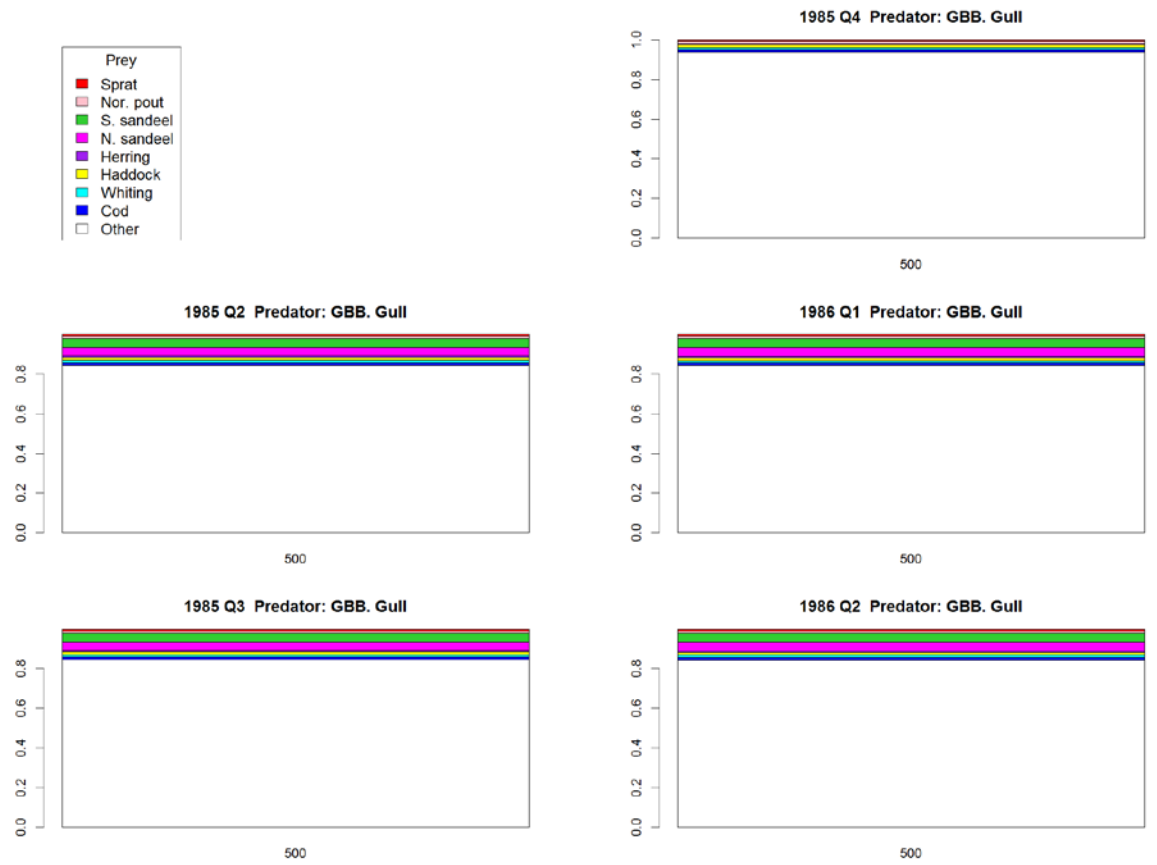 Prey
Sprat
Nor. pout
S. sandeel
N. sandeel
Herring
Haddock
Whiting
Cod
Other
1985 Q4 Predator: GBB. Gull
1.0
0.8
0.6
0.4
0.2
0.0
500
1985 Q2 Predator: GBB. Gull
0.8
0.6
0.4
0.2
0.0
500
1986 Q1 Predator: GBB. Gull
0.8
0.6
0.4
0.2
0.0
500
1985 Q3 Predator: GBB. Gull
0.8
0.6
0.4
0.2
0.0
500
1986 Q2 Predator: GBB. Gull
0.8
0.6
0.4
0.2
0.0
500